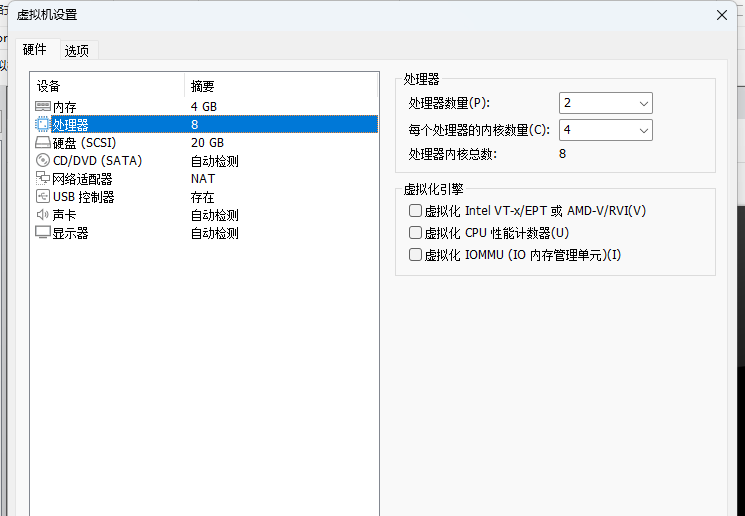 虚拟机设置
硬件 选项
设备 摘要
内存 4 GB
处理器 8
硬盘 (SCSI) 20 GB
CD/DVD (SATA) 自动检测
网络适配器 NAT
USB 控制器 存在
声卡 自动检测
显示器 自动检测
处理器
处理器数量(P): 2
每个处理器的内核数量(C): 4
处理器内核总数: 8
虚拟化引擎
虚拟化 Intel VT-x/EPT 或 AMD-V/RVI(V)
虚拟化 CPU 性能计数器(U)
虚拟化 IOMMU (IO 内存管理单元)(I)